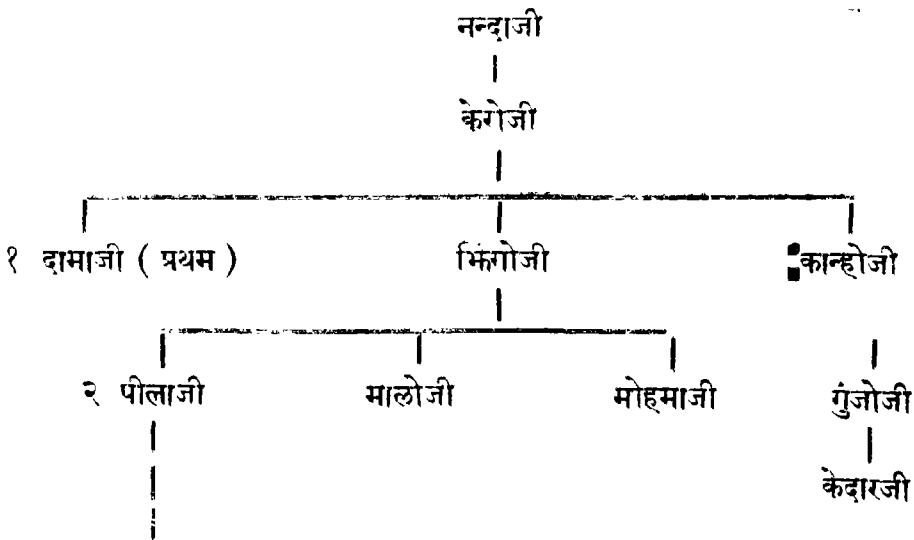 नन्दाजी
केरोजी
१ दामाजी ( प्रथम ) झिंगोजी कान्होजी
२ पीलाजी मालोजी मोहमाजी गुंजोजी
केदारजी